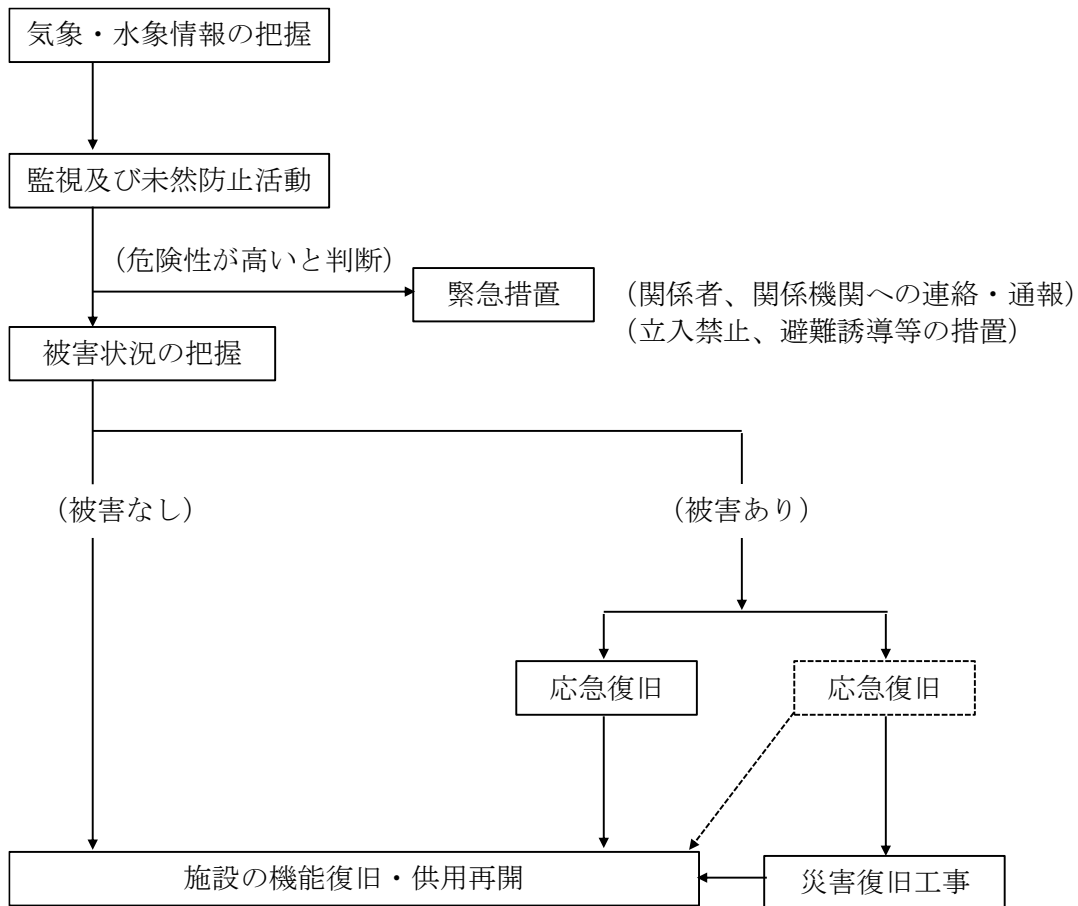 気象・水象情報の把握
監視及び未然防止活動
（危険性が高いと判断）
緊急措置
（関係者、関係機関への連絡・通報）
（立入禁止、避難誘導等の措置）
被害状況の把握
（被害なし）
（被害あり）
応急復旧
応急復旧
施設の機能復旧・供用再開
災害復旧工事